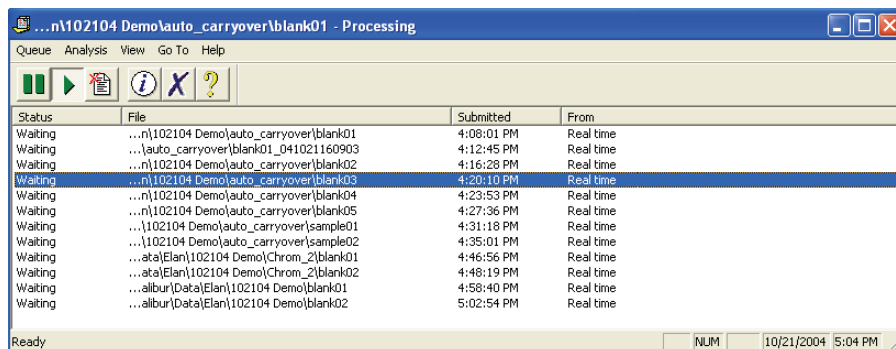 ...n\102104 Demo\auto_carryover\blank01 - Processing
Queue Analysis View Go To Help
Status File Submitted From
Waiting ...n\102104 Demo\auto_carryover\blank01 4:08:01 PM Real time
Waiting ...\auto_carryover\blank01_041021160903 4:12:45 PM Real time
Waiting ...n\102104 Demo\auto_carryover\blank02 4:16:28 PM Real time
Waiting ...n\102104 Demo\auto_carryover\blank03 4:20:10 PM Real time
Waiting ...n\102104 Demo\auto_carryover\blank04 4:23:53 PM Real time
Waiting ...n\102104 Demo\auto_carryover\blank05 4:27:36 PM Real time
Waiting ...\102104 Demo\auto_carryover\sample01 4:31:18 PM Real time
Waiting ...\102104 Demo\auto_carryover\sample02 4:35:01 PM Real time
Waiting ...ata\Elan\102104 Demo\Chrom_2\blank01 4:46:56 PM Real time
Waiting ...ata\Elan\102104 Demo\Chrom_2\blank02 4:48:19 PM Real time
Waiting ...alibur\Data\Elan\102104 Demo\blank01 4:58:40 PM Real time
Waiting ...alibur\Data\Elan\102104 Demo\blank02 5:02:54 PM Real time
Ready NUM 10/21/2004 5:04 PM